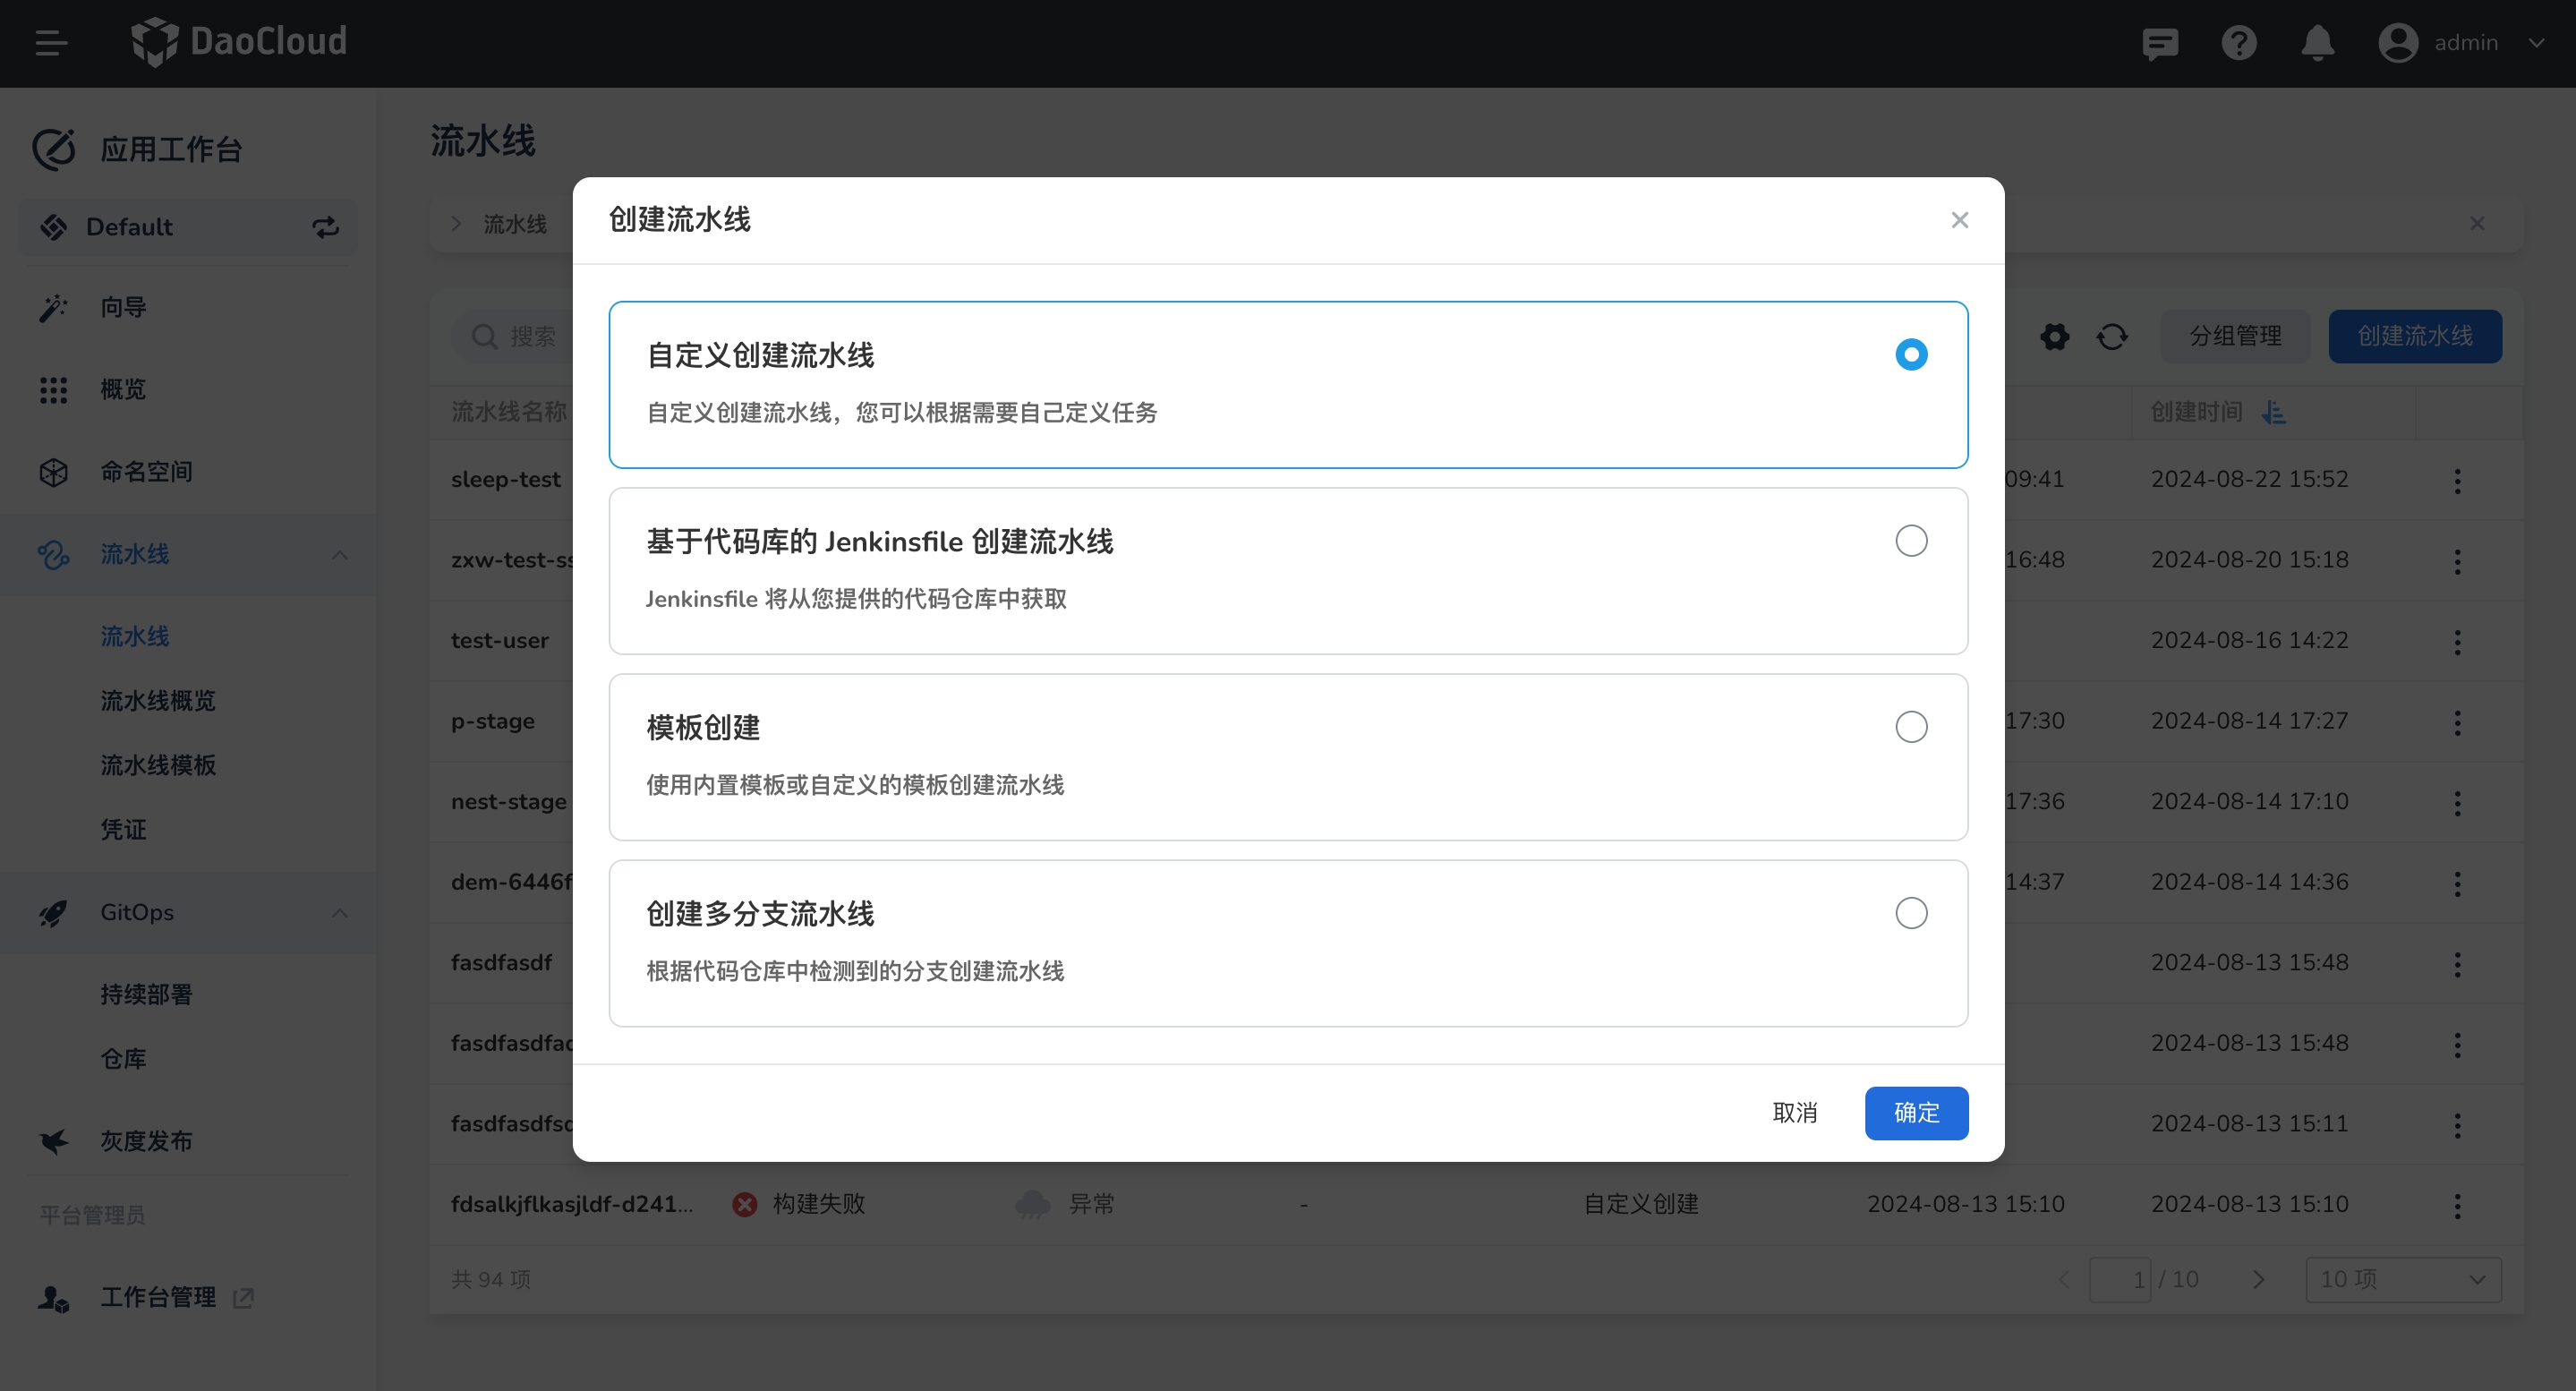 DaoCloud
admin
应用工作台
Default
向导
概览
命名空间
流水线
流水线
流水线概览
流水线模板
凭证
GitOps
持续部署
仓库
灰度发布
平台管理员
工作台管理
流水线
流水线
搜索
分组管理
创建流水线
流水线名称
创建时间
sleep-test
09:41
2024-08-22 15:52
zxw-test-ss
16:48
2024-08-20 15:18
test-user
2024-08-16 14:22
p-stage
17:30
2024-08-14 17:27
nest-stage
17:36
2024-08-14 17:10
dem-6446f
14:37
2024-08-14 14:36
fasdfasdf
2024-08-13 15:48
fasdfasdfad
2024-08-13 15:48
fasdfasdfsd
2024-08-13 15:11
fdsalkjflkasjldf-d241...
构建失败
异常
-
自定义创建
2024-08-13 15:10
2024-08-13 15:10
共 94 项
1 / 10
10 项
创建流水线
自定义创建流水线
自定义创建流水线，您可以根据需要自己定义任务
基于代码库的 Jenkinsfile 创建流水线
Jenkinsfile 将从您提供的代码仓库中获取
模板创建
使用内置模板或自定义的模板创建流水线
创建多分支流水线
根据代码仓库中检测到的分支创建流水线
取消
确定